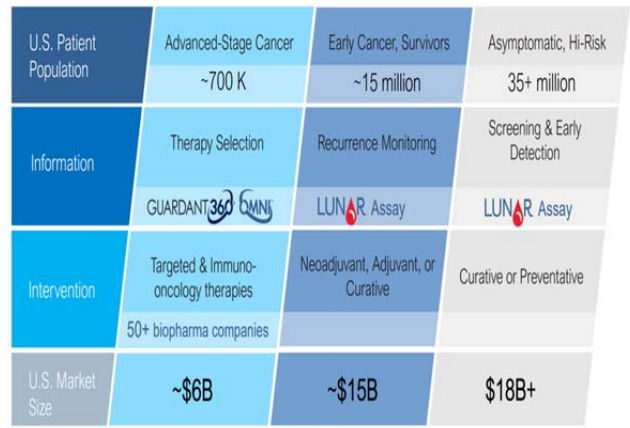 U.S. Patient
Population
Advanced-Stage Cancer
Early Cancer, Survivors
Asymptomatic, Hi-Risk
~700 K
~15 million
35+ million
Information
Therapy Selection
Recurrence Monitoring
Screening & Early
Detection
GUARDANT360 OMNI
LUNAR Assay
LUNAR Assay
Intervention
Targeted & Immuno-
oncology therapies
Neoadjuvant, Adjuvant, or
Curative
Curative or Preventative
50+ biopharma companies
U.S. Market
Size
~$6B
~$15B
$18B+